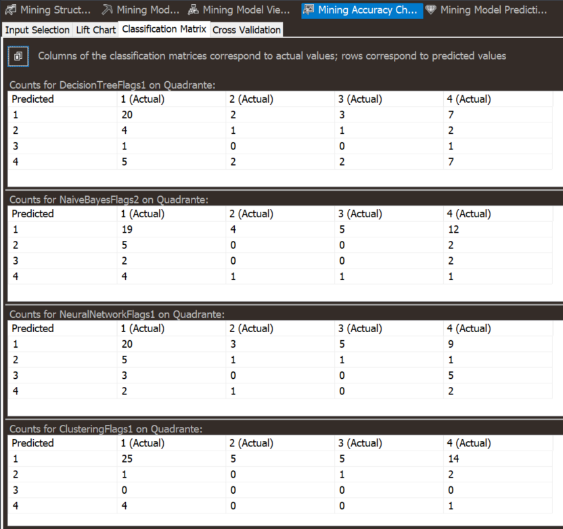 Mining Struct... Mining Mod... Mining Model Vie... Mining Accuracy Ch... Mining Model Predicti...
Input Selection Lift Chart Classification Matrix Cross Validation
Columns of the classification matrices correspond to actual values; rows correspond to predicted values
Counts for DecisionTreeFlags1 on Quadrante:
Predicted 1 (Actual) 2 (Actual) 3 (Actual) 4 (Actual)
1 20 2 3 7
2 4 1 1 2
3 1 0 0 1
4 5 2 2 7
Counts for NaiveBayesFlags2 on Quadrante:
Predicted 1 (Actual) 2 (Actual) 3 (Actual) 4 (Actual)
1 19 4 5 12
2 5 0 0 2
3 2 0 0 2
4 4 1 1 1
Counts for NeuralNetworkFlags1 on Quadrante:
Predicted 1 (Actual) 2 (Actual) 3 (Actual) 4 (Actual)
1 20 3 5 9
2 5 1 1 1
3 3 0 0 5
4 2 1 0 2
Counts for ClusteringFlags1 on Quadrante:
Predicted 1 (Actual) 2 (Actual) 3 (Actual) 4 (Actual)
1 25 5 5 14
2 1 0 1 2
3 0 0 0 0
4 4 0 0 1